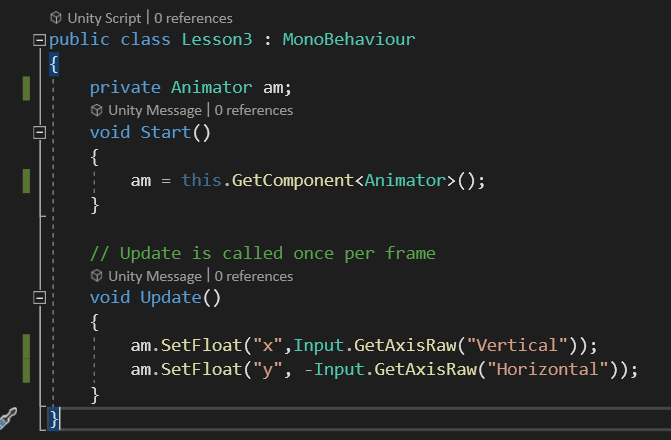 Unity Script | 0 references
public class Lesson3 : MonoBehaviour
{
private Animator am;
Unity Message | 0 references
void Start()
{
am = this.GetComponent<Animator>();
}
// Update is called once per frame
Unity Message | 0 references
void Update()
{
am.SetFloat("x",Input.GetAxisRaw("Vertical"));
am.SetFloat("y", -Input.GetAxisRaw("Horizontal"));
}
}